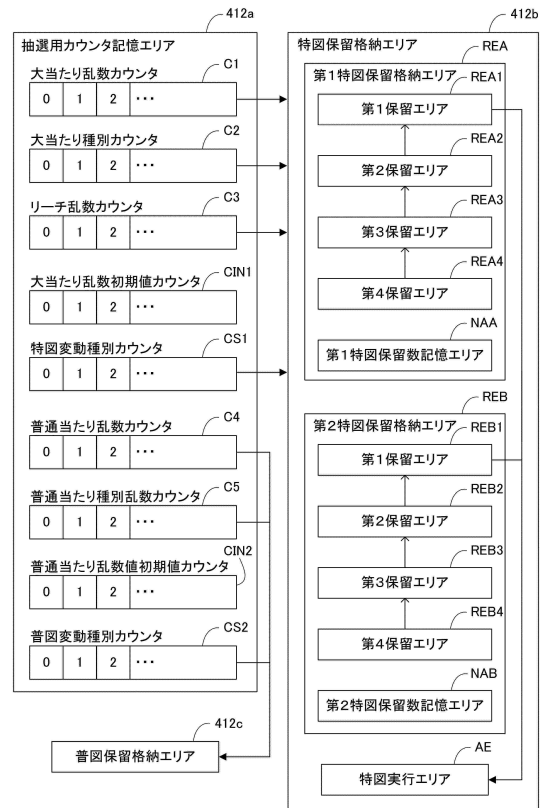 412a
抽選用カウンタ記憶エリア
大当たり乱数カウンタ
C1
0 1 2 ･･･
大当たり種別カウンタ
C2
0 1 2 ･･･
リーチ乱数カウンタ
C3
0 1 2 ･･･
大当たり乱数初期値カウンタ
CIN1
0 1 2 ･･･
特図変動種別カウンタ
CS1
0 1 2 ･･･
普通当たり乱数カウンタ
C4
0 1 2 ･･･
普通当たり種別乱数カウンタ
C5
0 1 2 ･･･
普通当たり乱数値初期値カウンタ
CIN2
0 1 2 ･･･
普図変動種別カウンタ
CS2
0 1 2 ･･･
412c
普図保留格納エリア
412b
特図保留格納エリア
REA
第1特図保留格納エリア
REA1
第1保留エリア
REA2
第2保留エリア
REA3
第3保留エリア
REA4
第4保留エリア
NAA
第1特図保留数記憶エリア
REB
第2特図保留格納エリア
REB1
第1保留エリア
REB2
第2保留エリア
REB3
第3保留エリア
REB4
第4保留エリア
NAB
第2特図保留数記憶エリア
AE
特図実行エリア